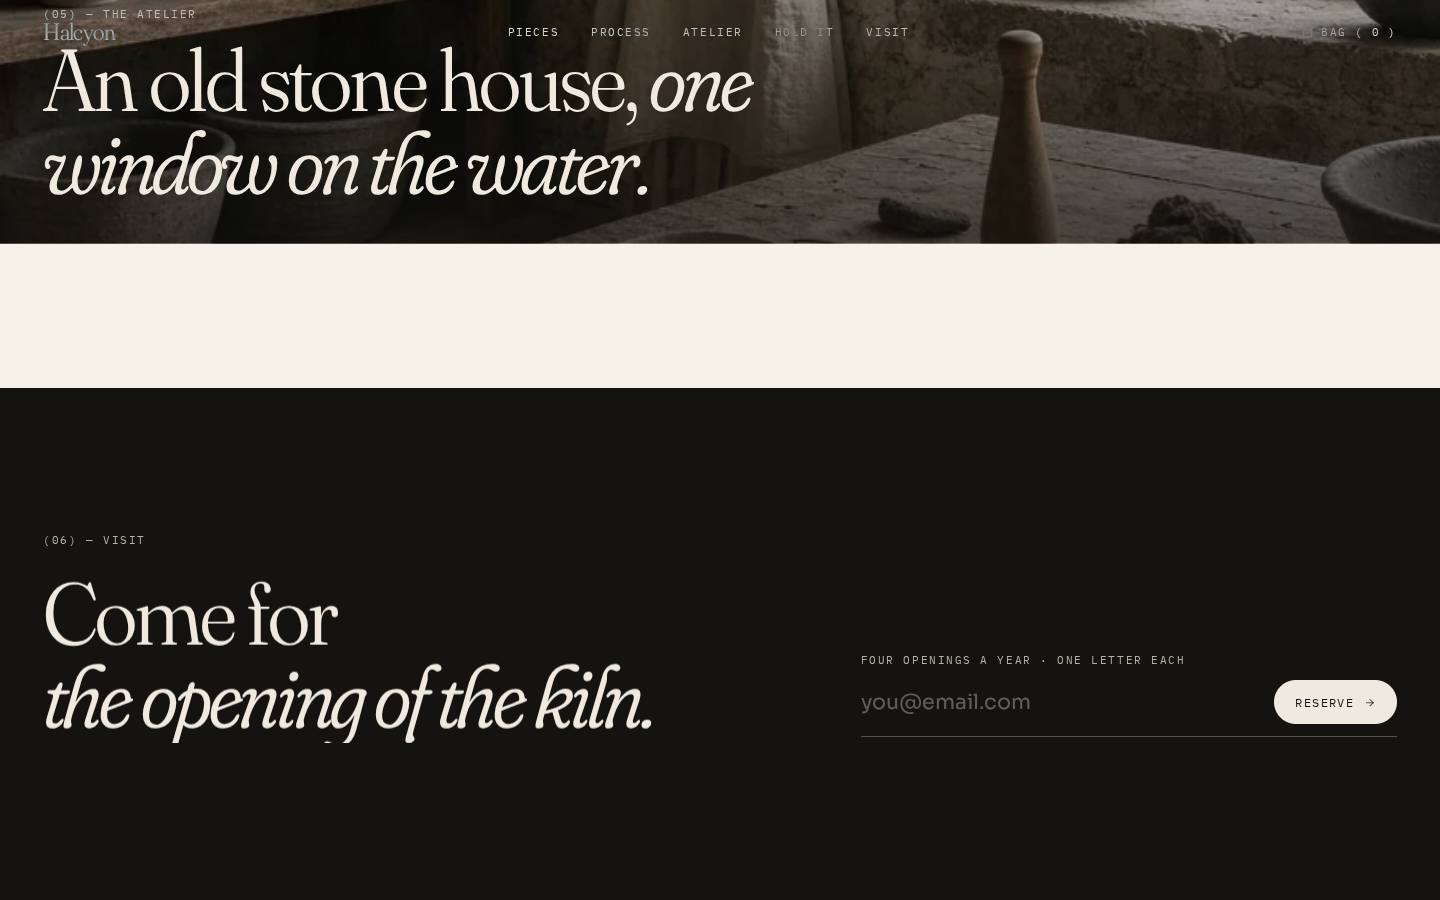 (05) — THE ATELIER
Halcyon
PIECES PROCESS ATELIER HOLD IT VISIT
BAG ( 0 )
An old stone house, one
window on the water.
(06) — VISIT
Come for
the opening of the kiln.
FOUR OPENINGS A YEAR · ONE LETTER EACH
you@email.com
RESERVE →